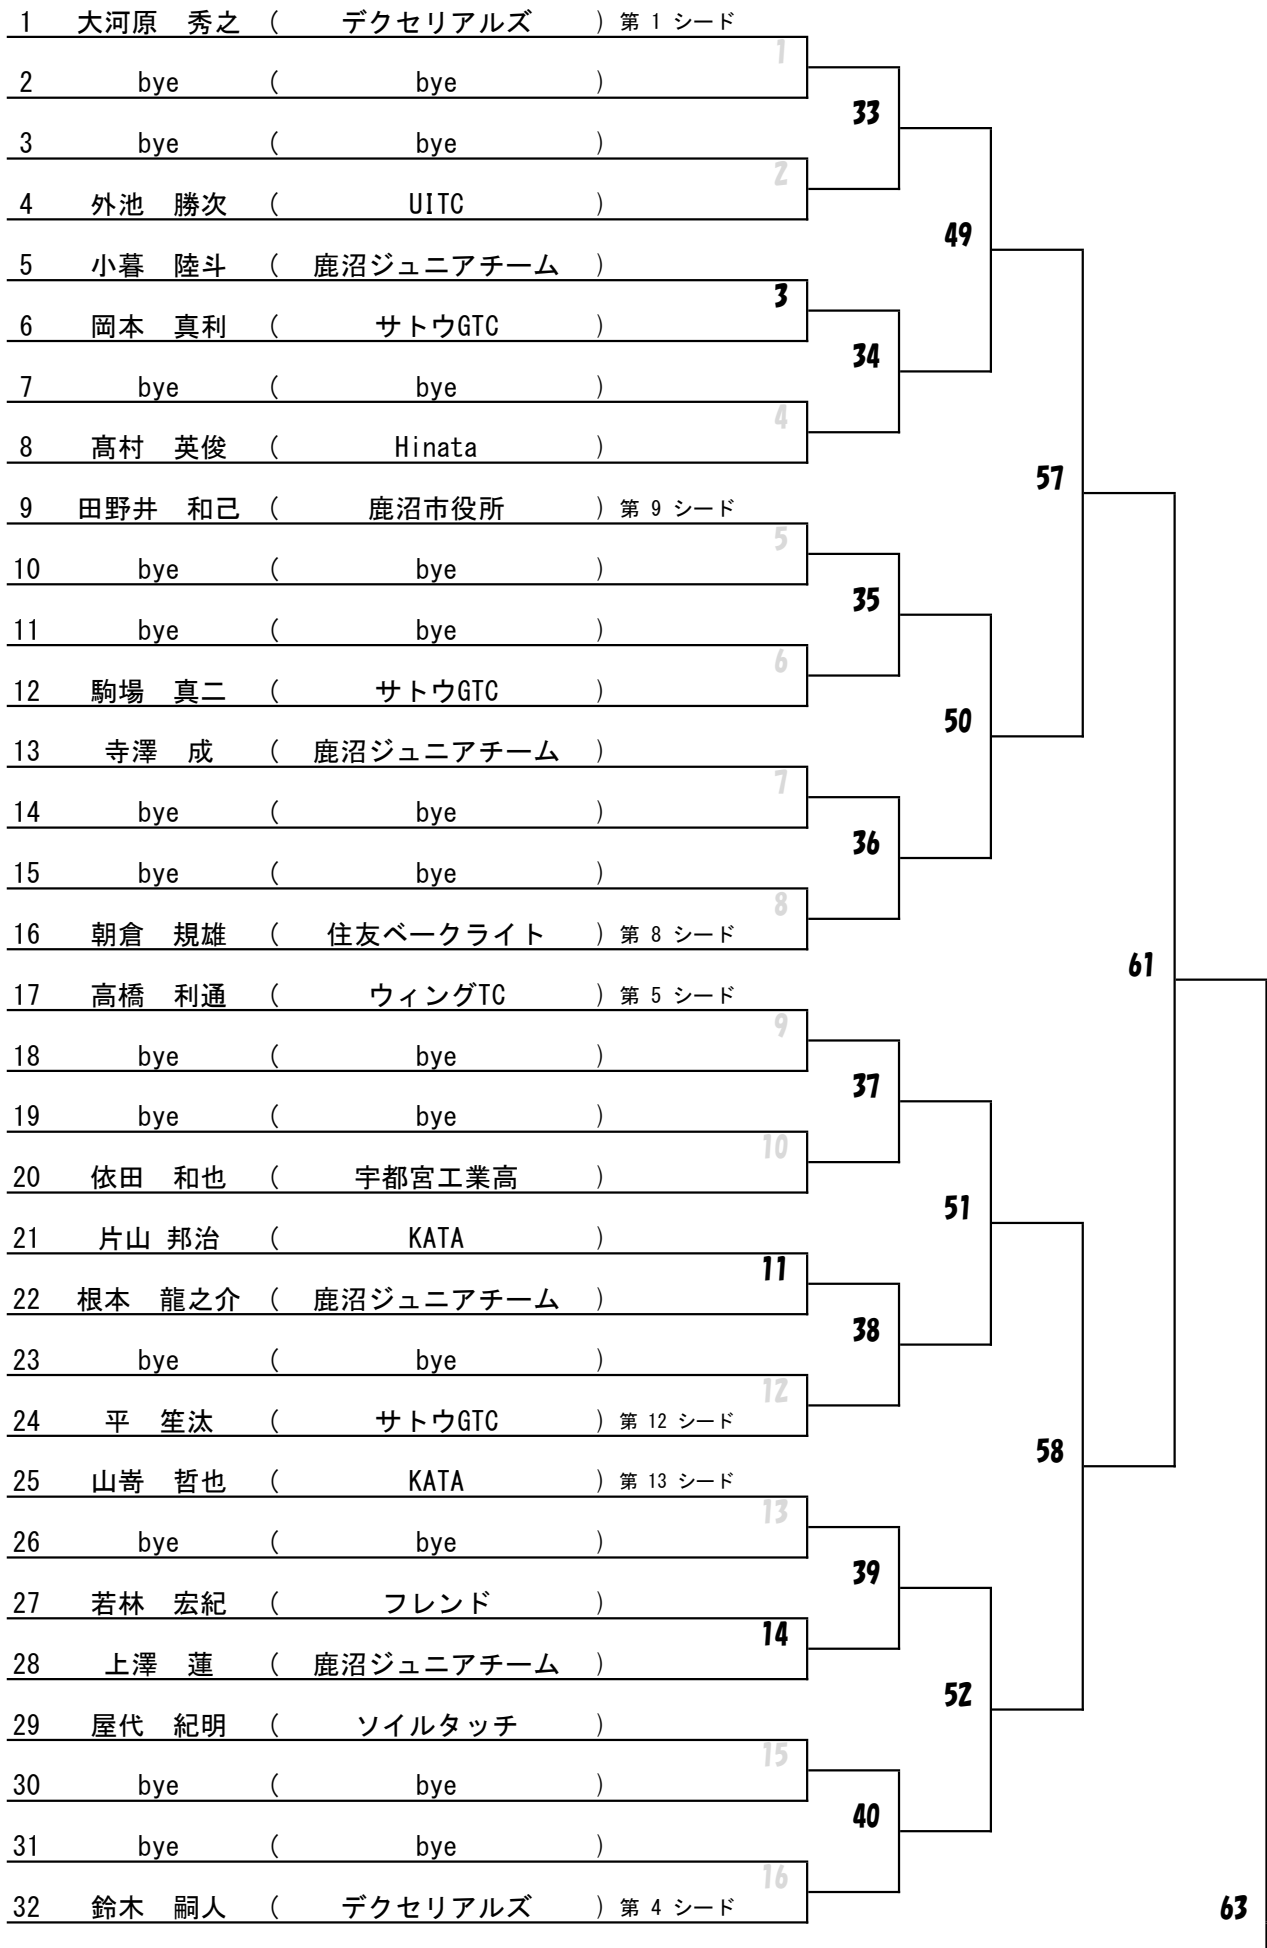 1 大河原 秀之 ( デクセリアルズ ) 第 1 シード
1
2 bye ( bye )
33
3 bye ( bye )
2
4 外池 勝次 ( UITC )
49
5 小暮 陸斗 ( 鹿沼ジュニアチーム )
3
6 岡本 真利 ( サトウGTC )
34
7 bye ( bye )
4
8 髙村 英俊 ( Hinata )
57
9 田野井 和己 ( 鹿沼市役所 ) 第 9 シード
5
10 bye ( bye )
35
11 bye ( bye )
6
12 駒場 真二 ( サトウGTC )
50
13 寺澤 成 ( 鹿沼ジュニアチーム )
7
14 bye ( bye )
36
15 bye ( bye )
8
16 朝倉 規雄 ( 住友ベークライト ) 第 8 シード
61
17 高橋 利通 ( ウィングTC ) 第 5 シード
9
18 bye ( bye )
37
19 bye ( bye )
10
20 依田 和也 ( 宇都宮工業高 )
51
21 片山 邦治 ( KATA )
11
22 根本 龍之介 ( 鹿沼ジュニアチーム )
38
23 bye ( bye )
12
24 平 笙汰 ( サトウGTC ) 第 12 シード
58
25 山嵜 哲也 ( KATA ) 第 13 シード
13
26 bye ( bye )
39
27 若林 宏紀 ( フレンド )
14
28 上澤 蓮 ( 鹿沼ジュニアチーム )
52
29 屋代 紀明 ( ソイルタッチ )
15
30 bye ( bye )
40
31 bye ( bye )
16
32 鈴木 嗣人 ( デクセリアルズ ) 第 4 シード
63